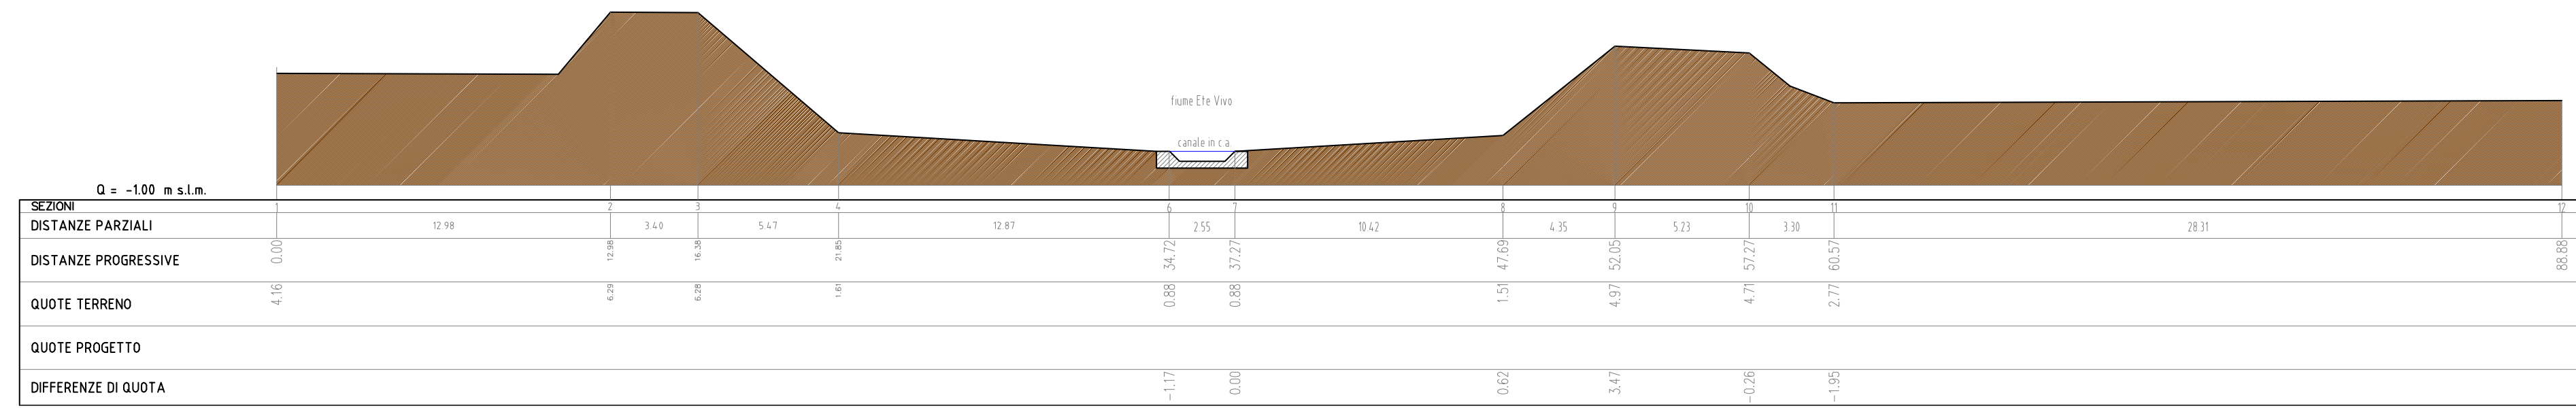 fiume Ete Vivo
canale in c.a
Q = -1.00 m s.l.m.
SEZIONI 1 2 3 4 6 7 8 9 10 11 12
DISTANZE PARZIALI 12.98 3.40 5.47 12.87 2.55 10.42 4.35 5.23 3.30 28.31
DISTANZE PROGRESSIVE 0.00 12.98 16.38 21.85 34.72 37.27 47.69 52.05 57.27 60.57 88.88
QUOTE TERRENO 4.16 6.29 6.28 1.61 0.88 0.88 1.51 4.97 4.71 2.77
QUOTE PROGETTO
DIFFERENZE DI QUOTA -1.17 0.00 0.62 3.47 -0.26 -1.95